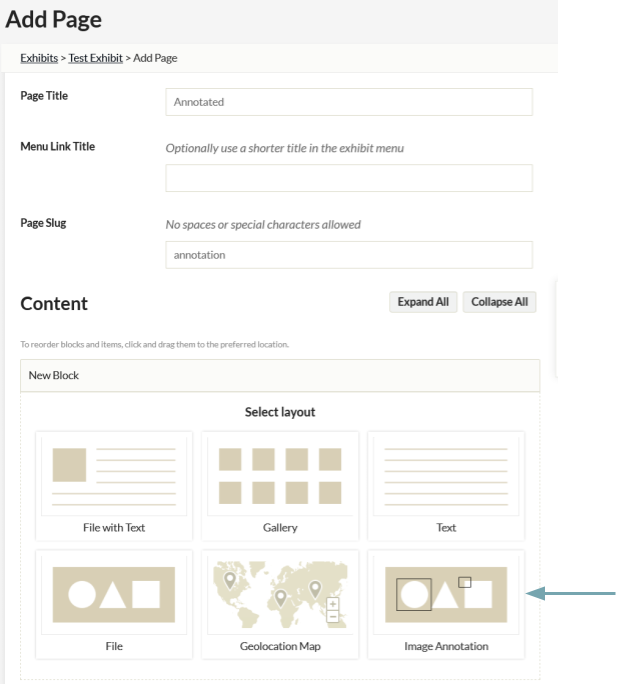 Add Page
Exhibits > Test Exhibit > Add Page
Page Title
Annotated
Menu Link Title
Optionally use a shorter title in the exhibit menu
Page Slug
No spaces or special characters allowed
annotation
Content
Expand All Collapse All
To reorder blocks and items, click and drag them to the preferred location.
New Block
Select layout
File with Text Gallery Text
+
−
File Geolocation Map Image Annotation